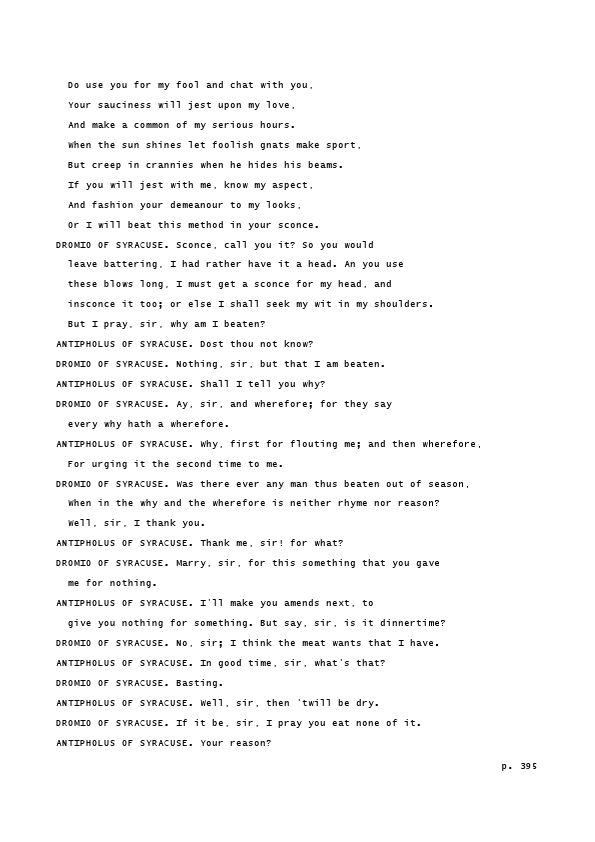 Do use you for my fool and chat with you,
Your sauciness will jest upon my love,
And make a common of my serious hours.
When the sun shines let foolish gnats make sport,
But creep in crannies when he hides his beams.
If you will jest with me, know my aspect,
And fashion your demeanour to my looks,
Or I will beat this method in your sconce.
DROMIO OF SYRACUSE. Sconce, call you it? So you would
leave battering, I had rather have it a head. An you use
these blows long, I must get a sconce for my head, and
insconce it too; or else I shall seek my wit in my shoulders.
But I pray, sir, why am I beaten?
ANTIPHOLUS OF SYRACUSE. Dost thou not know?
DROMIO OF SYRACUSE. Nothing, sir, but that I am beaten.
ANTIPHOLUS OF SYRACUSE. Shall I tell you why?
DROMIO OF SYRACUSE. Ay, sir, and wherefore; for they say
every why hath a wherefore.
ANTIPHOLUS OF SYRACUSE. Why, first for flouting me; and then wherefore,
For urging it the second time to me.
DROMIO OF SYRACUSE. Was there ever any man thus beaten out of season,
When in the why and the wherefore is neither rhyme nor reason?
Well, sir, I thank you.
ANTIPHOLUS OF SYRACUSE. Thank me, sir! for what?
DROMIO OF SYRACUSE. Marry, sir, for this something that you gave
me for nothing.
ANTIPHOLUS OF SYRACUSE. I'll make you amends next, to
give you nothing for something. But say, sir, is it dinnertime?
DROMIO OF SYRACUSE. No, sir; I think the meat wants that I have.
ANTIPHOLUS OF SYRACUSE. In good time, sir, what's that?
DROMIO OF SYRACUSE. Basting.
ANTIPHOLUS OF SYRACUSE. Well, sir, then 'twill be dry.
DROMIO OF SYRACUSE. If it be, sir, I pray you eat none of it.
ANTIPHOLUS OF SYRACUSE. Your reason?
p. 395